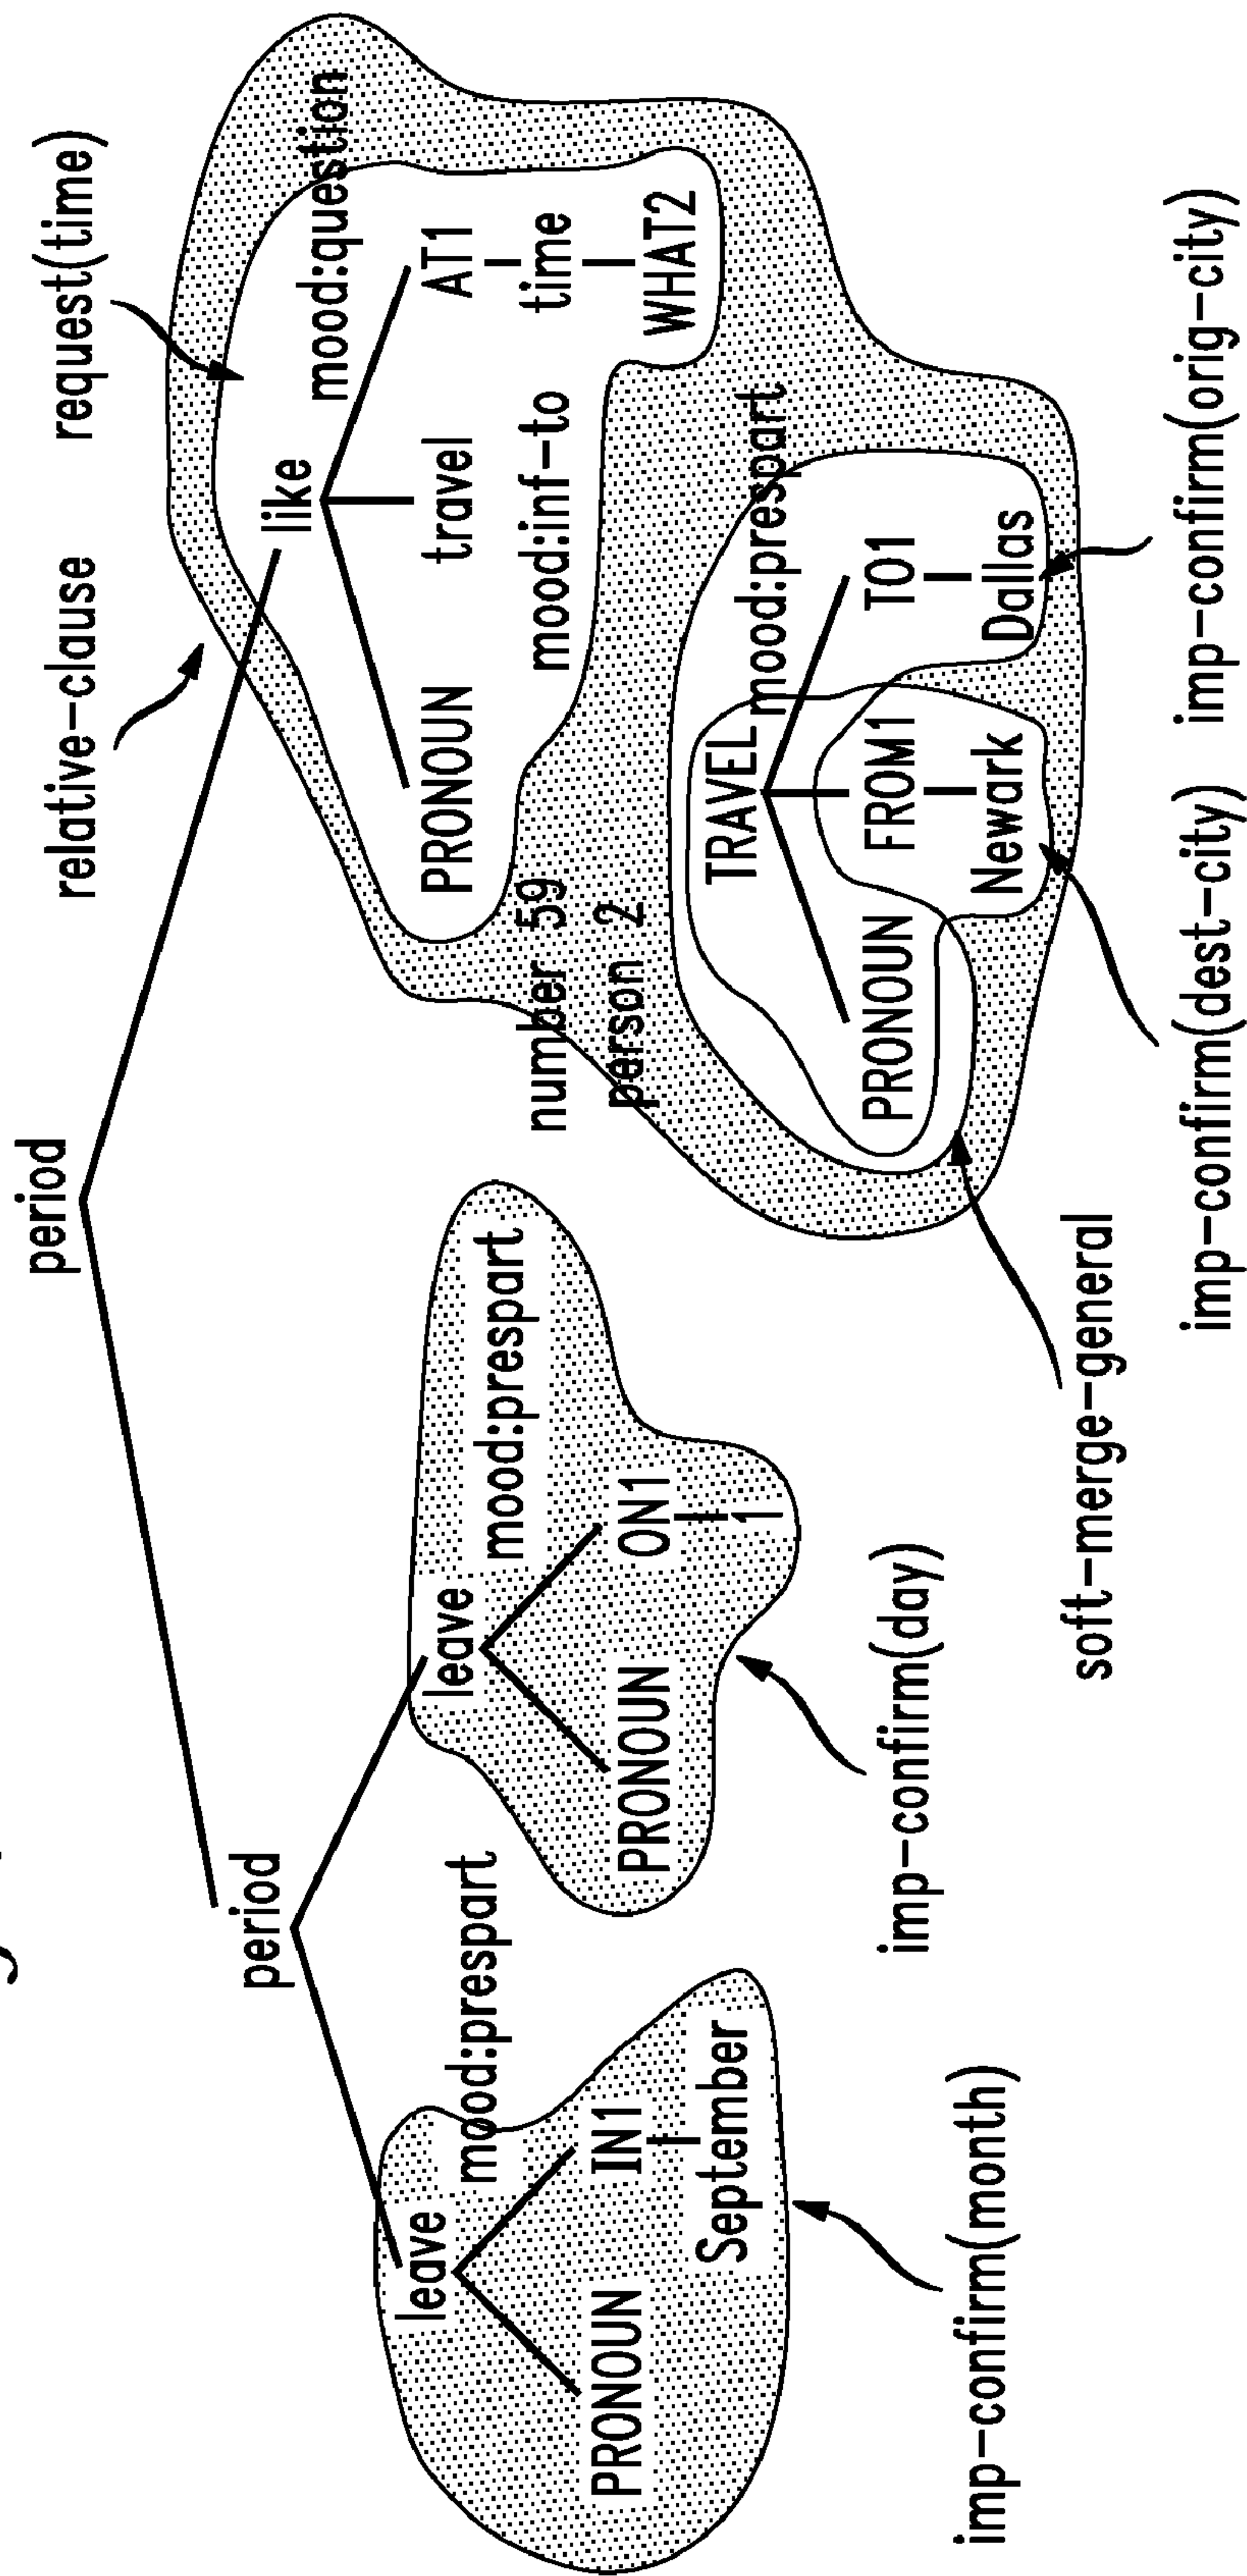 period
period
request(time)
relative-clause
like
mood:question
PRONOUN
travel
AT1
mood:inf-to
time
WHAT2
number 59
person 2
leave
mood:prespart
PRONOUN
IN1
September
imp-confirm(month)
leave
mood:prespart
PRONOUN
ON1
1
imp-confirm(day)
TRAVEL
mood:prespart
PRONOUN
FROM1
TO1
Newark
Dallas
soft-merge-general
imp-confirm(dest-city)
imp-confirm(orig-city)